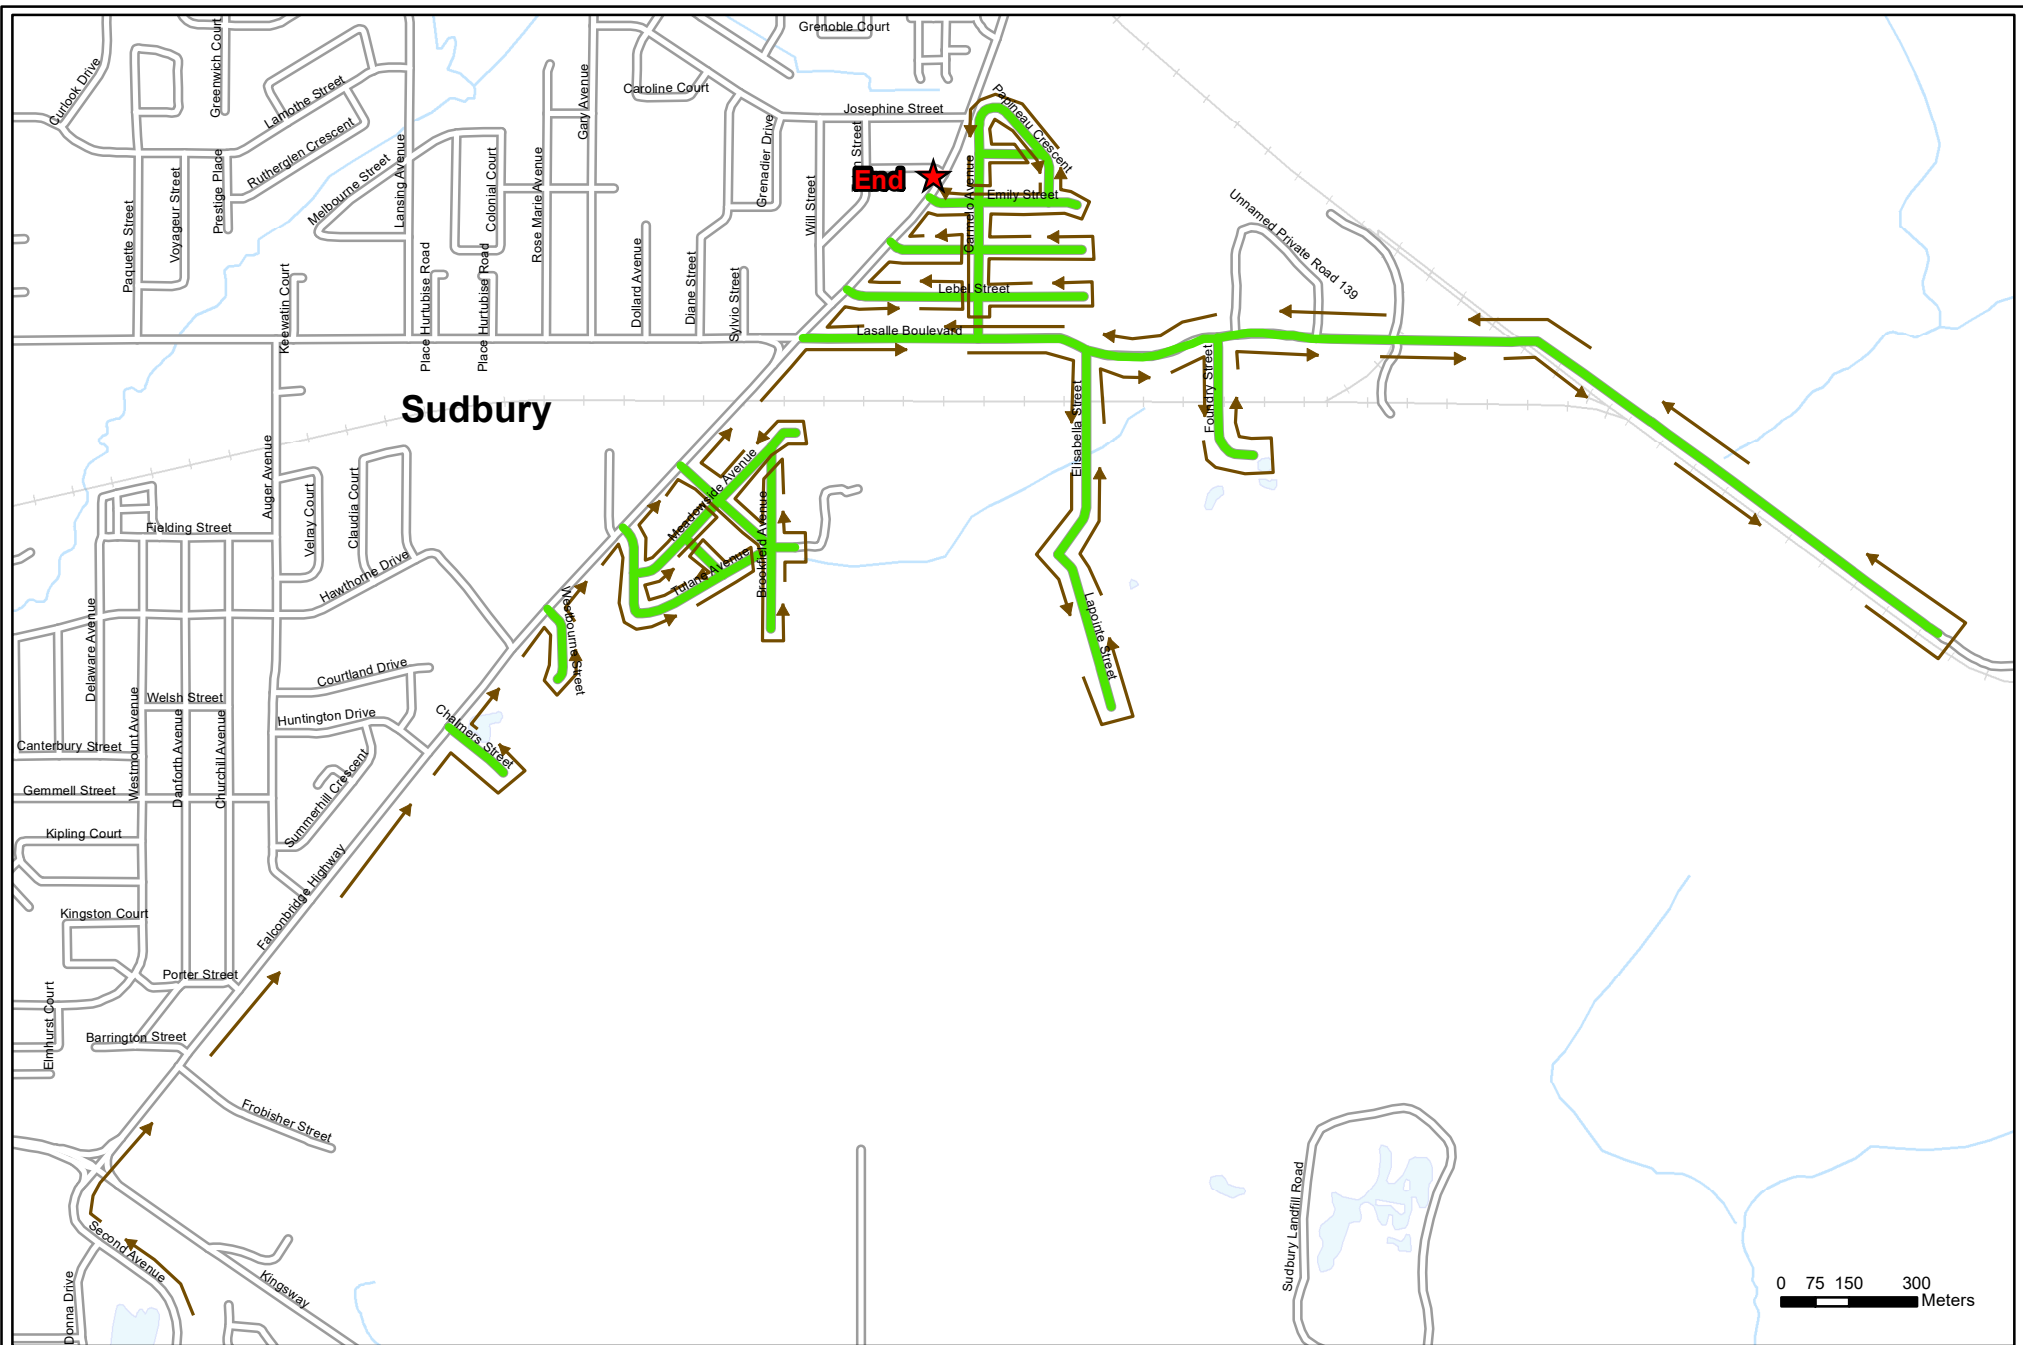 Grenoble Court
Curlook Drive
Greenwich Court
Lamothe Street
Gary Avenue
Caroline Court
Josephine Street
Papineau Crescent
Rutherglen Crescent
Melbourne Street
Lansing Avenue
Colonial Court
Rose Marie Avenue
Grenadier Drive
Will Street
Street
End
Carmelo Avenue
Emily Street
Paquette Street
Voyageur Street
Prestige Place
Unnamed Private Road 139
Keewatin Court
Place Hurtubise Road
Place Hurtubise Road
Dollard Avenue
Diane Street
Sylvio Street
Lebel Street
Lasalle Boulevard
Sudbury
Elisabella Street
Foundry Street
Auger Avenue
Velray Court
Claudia Court
Meadowside Avenue
Brookfield Avenue
Tulane Avenue
Fielding Street
Hawthorne Drive
Westbourne Street
Lapointe Street
Delaware Avenue
Courtland Drive
Welsh Street
Westmount Avenue
Danforth Avenue
Churchill Avenue
Huntington Drive
Chalmers Street
Canterbury Street
Summerhill Crescent
Gemmell Street
Kipling Court
Falconbridge Highway
Kingston Court
Porter Street
Elmhurst Court
Barrington Street
Frobisher Street
Second Avenue
Kingsway
Donna Drive
Sudbury Landfill Road
0 75 150 300
Meters